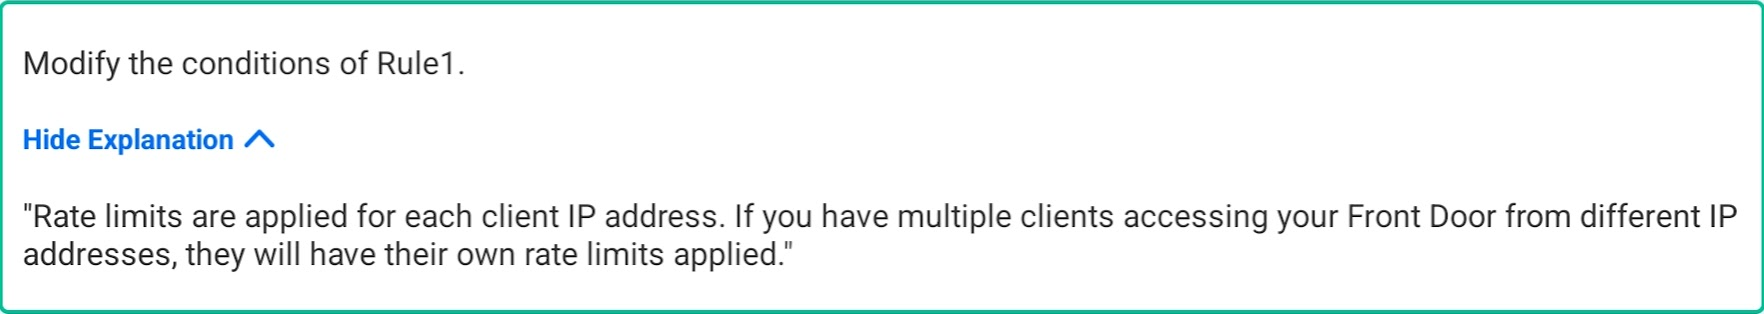 Modify the conditions of Rule1.
Hide Explanation
"Rate limits are applied for each client IP address. If you have multiple clients accessing your Front Door from different IP
addresses, they will have their own rate limits applied."